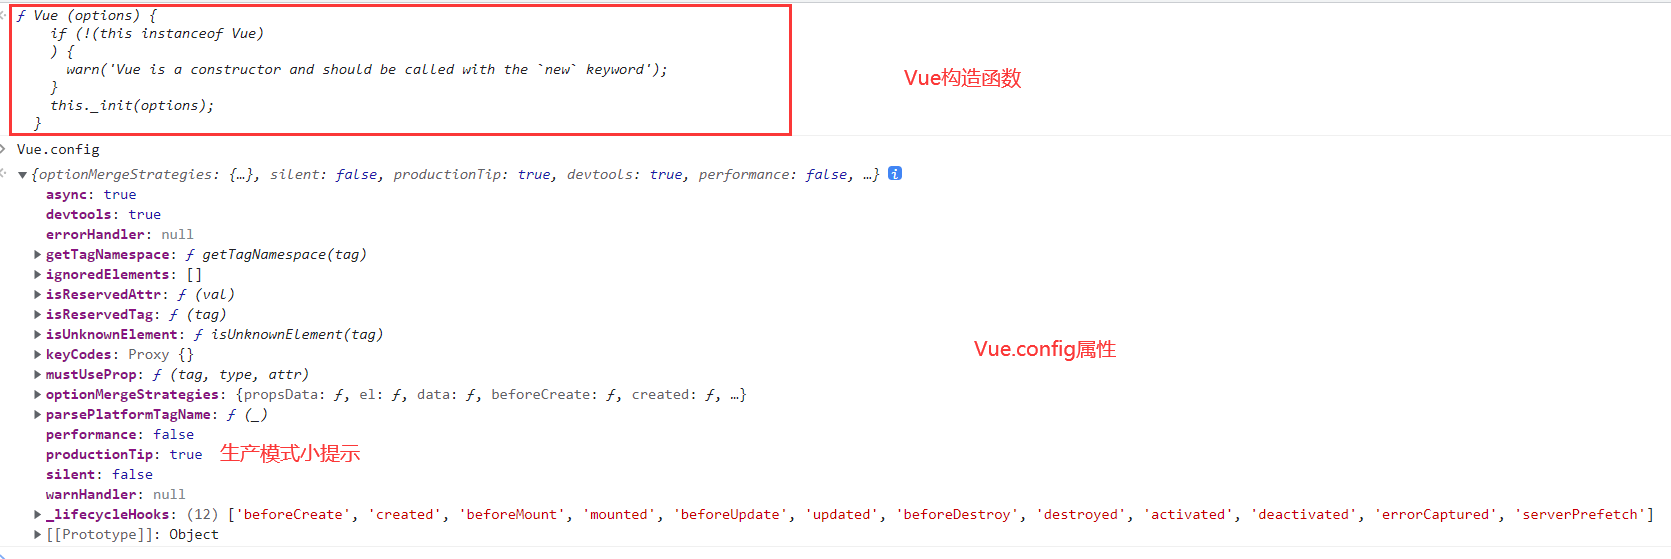 ƒ Vue (options) {
if (!(this instanceof Vue)
) {
warn('Vue is a constructor and should be called with the `new` keyword');
}
this._init(options);
}
Vue构造函数
Vue.config
{optionMergeStrategies: {…}, silent: false, productionTip: true, devtools: true, performance: false, …} i
async: true
devtools: true
errorHandler: null
getTagNamespace: ƒ getTagNamespace(tag)
ignoredElements: []
isReservedAttr: ƒ (val)
isReservedTag: ƒ (tag)
isUnknownElement: ƒ isUnknownElement(tag)
keyCodes: Proxy {}
Vue.config属性
mustUseProp: ƒ (tag, type, attr)
optionMergeStrategies: {propsData: ƒ, el: ƒ, data: ƒ, beforeCreate: ƒ, created: ƒ, …}
parsePlatformTagName: ƒ (_)
performance: false
productionTip: true 生产模式小提示
silent: false
warnHandler: null
_lifecycleHooks: (12) ['beforeCreate', 'created', 'beforeMount', 'mounted', 'beforeUpdate', 'updated', 'beforeDestroy', 'destroyed', 'activated', 'deactivated', 'errorCaptured', 'serverPrefetch']
[[Prototype]]: Object